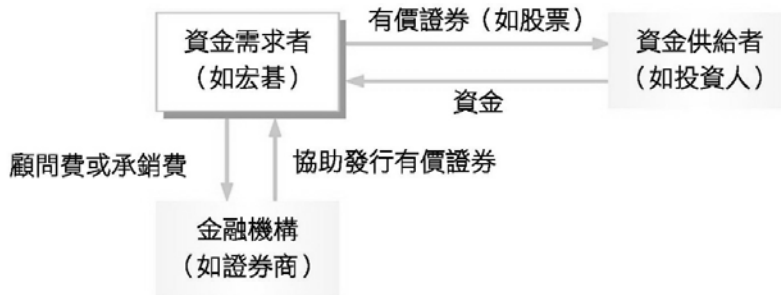 有價證券（如股票）
資金需求者
（如宏碁）
資金供給者
（如投資人）
資金
顧問費或承銷費
協助發行有價證券
金融機構
（如證券商）